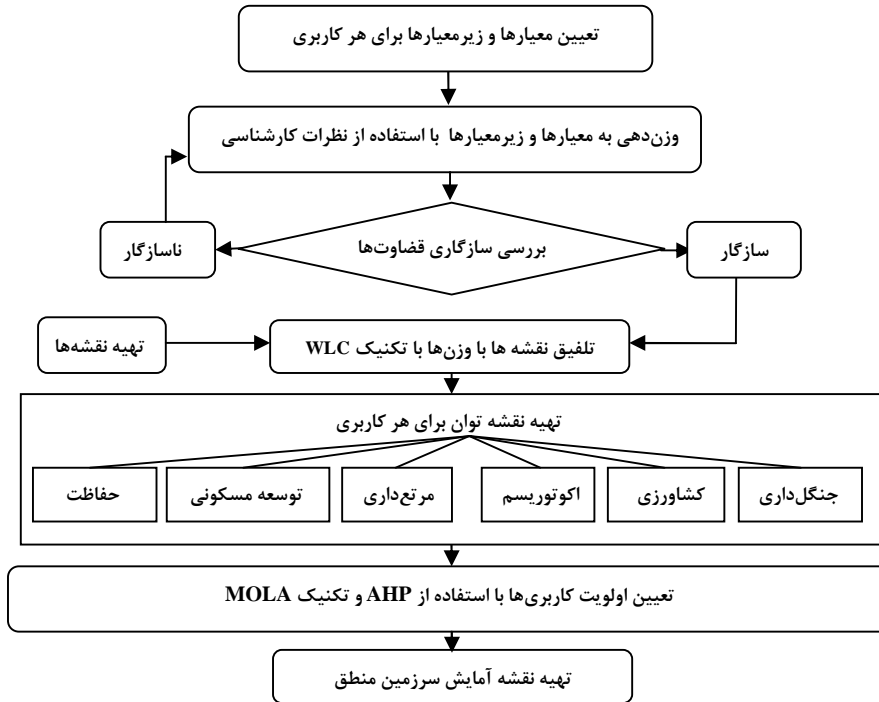 تعیین معیارها و زیرمعیارها برای هر کاربری
وزن‌دهی به معیارها و زیرمعیارها با استفاده از نظرات کارشناسی
بررسی سازگاری قضاوت‌ها
سازگار
ناسازگار
تلفیق نقشه ها با وزن‌ها با تکنیک WLC
تهیه نقشه‌ها
تهیه نقشه توان برای هر کاربری
جنگل‌داری
کشاورزی
اکوتوریسم
مرتع‌داری
توسعه مسکونی
حفاظت
تعیین اولویت کاربری‌ها با استفاده از AHP و تکنیک MOLA
تهیه نقشه آمایش سرزمین منطق